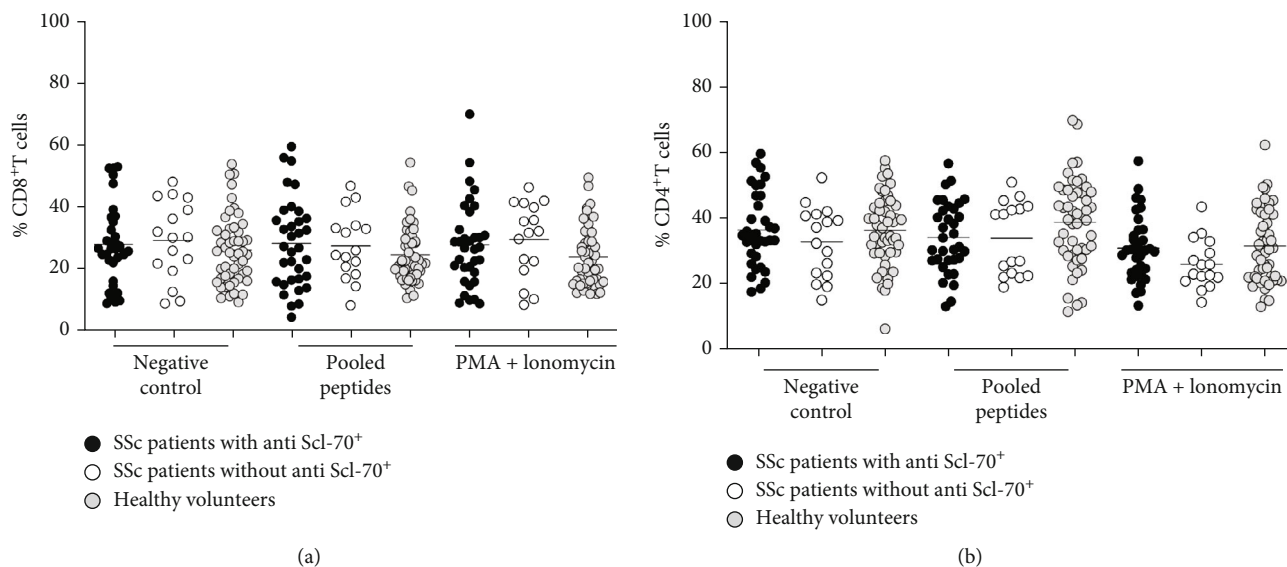 100
80
60
40
20
0
% CD8⁺T cells
Negative
control
Pooled
peptides
PMA + Ionomycin
SSc patients with anti Scl-70⁺
SSc patients without anti Scl-70⁺
Healthy volunteers
(a)
100
80
60
40
20
0
% CD4⁺T cells
Negative
control
Pooled
peptides
PMA + Ionomycin
SSc patients with anti Scl-70⁺
SSc patients without anti Scl-70⁺
Healthy volunteers
(b)